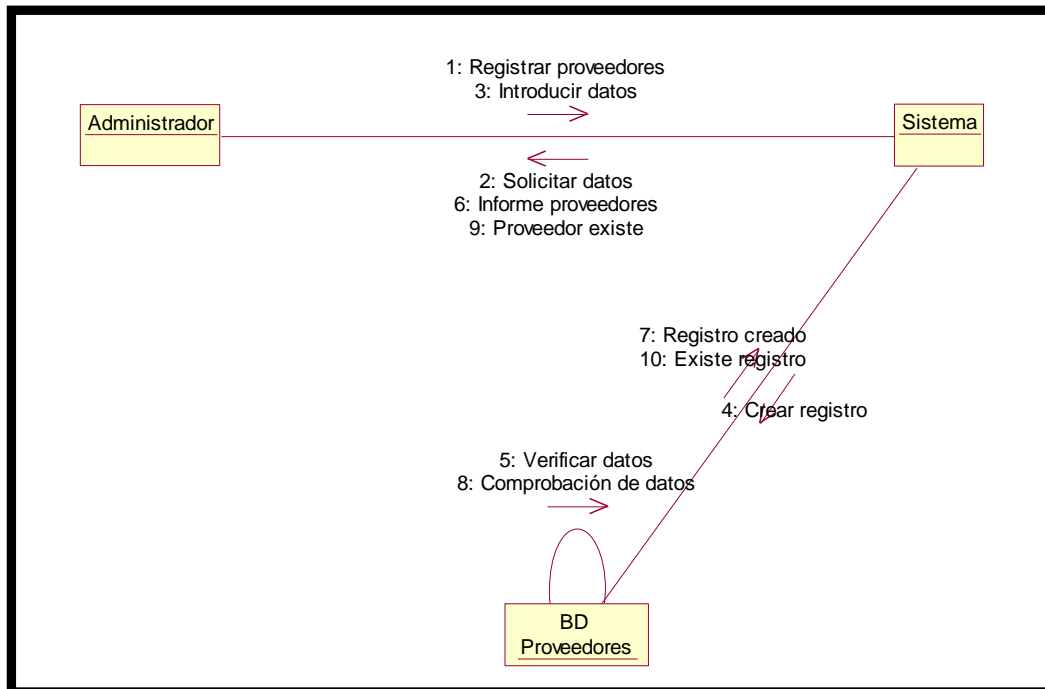 1: Registrar proveedores
3: Introducir datos
Administrador
Sistema
2: Solicitar datos
6: Informe proveedores
9: Proveedor existe
7: Registro creado
10: Existe registro
4: Crear registro
5: Verificar datos
8: Comprobación de datos
BD
Proveedores